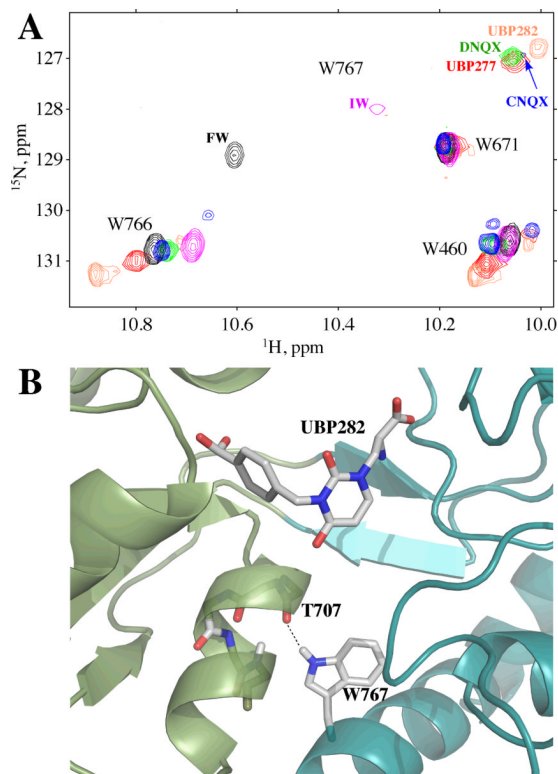 A
UBP282
127
DNQX
W767
UBP277
128
IW
CNQX
15N, ppm
FW
W671
129
130
W766
W460
131
10.8
10.6
10.4
10.2
10.0
1H, ppm
B
UBP282
T707
W767